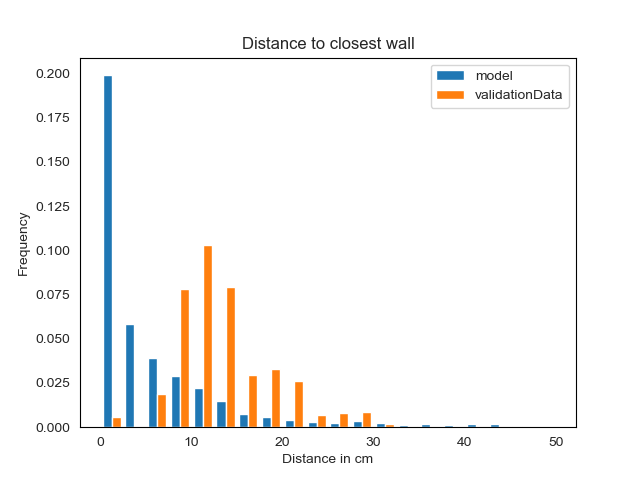 Distance to closest wall
0.200
0.175
0.150
0.125
0.100
0.075
0.050
0.025
0.000
Frequency
model
validationData
0 10 20 30 40 50
Distance in cm